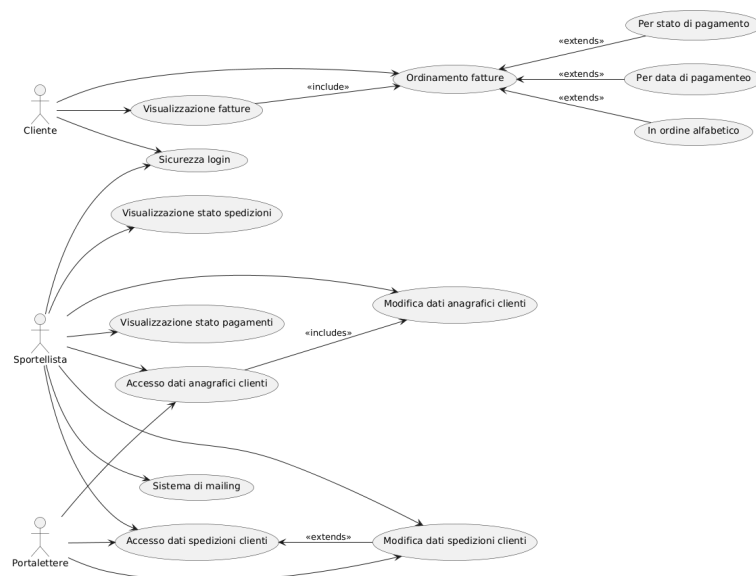 Per stato di pagamento
«extends»
Ordinamento fatture
«extends»
Per data di pagamenteo
«include»
Visualizzazione fatture
«extends»
Cliente
In ordine alfabetico
Sicurezza login
Visualizzazione stato spedizioni
Modifica dati anagrafici clienti
Visualizzazione stato pagamenti
«includes»
Sportellista
Accesso dati anagrafici clienti
Sistema di mailing
Accesso dati spedizioni clienti
«extends»
Modifica dati spedizioni clienti
Portalettere